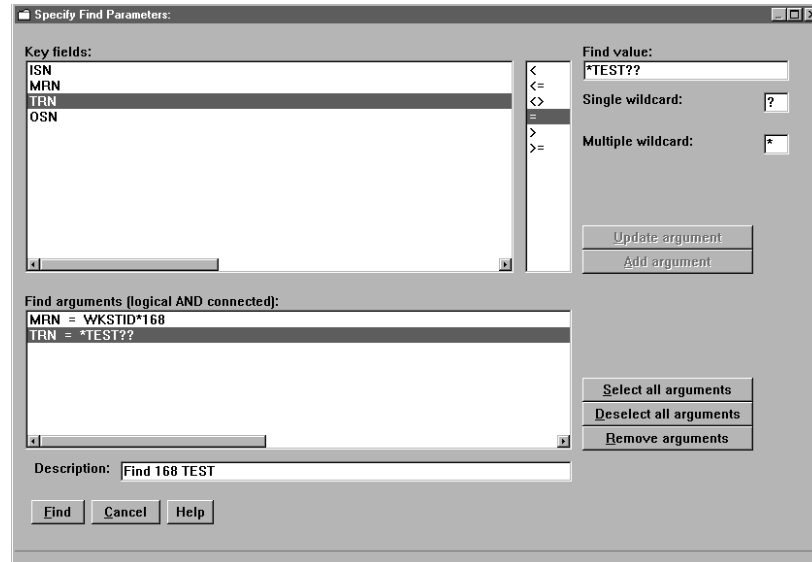 Specify Find Parameters:
Key fields:
ISN
MRN
TRN
OSN
<
<=
<>
=
>
>=
Find value:
*TEST??
Single wildcard: ?
Multiple wildcard: *
Update argument
Add argument
Find arguments (logical AND connected):
MRN = WKSTID*168
TRN = *TEST??
Select all arguments
Deselect all arguments
Remove arguments
Description: Find 168 TEST
Find Cancel Help